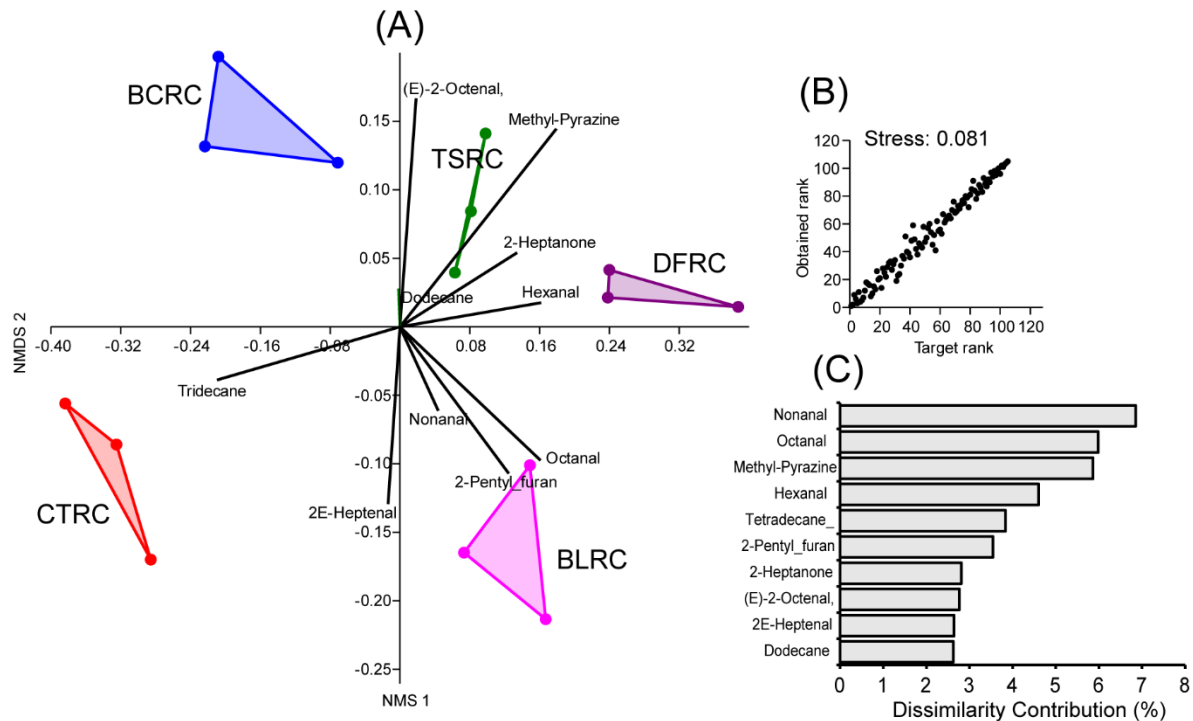 (A)
BCRC
(E)-2-Octenal,
Methyl-Pyrazine
TSRC
2-Heptanone
DFRC
Dodecane
Hexanal
Tridecane
Nonanal
Octanal
2-Pentyl_furan
2E-Heptenal
CTRC
BLRC
0.15
0.10
0.05
-0.05
-0.10
-0.15
-0.20
-0.25
-0.40 -0.32 -0.24 -0.16 -0.08 0.08 0.16 0.24 0.32
NMDS 2
NMS 1
(B)
Stress: 0.081
Obtained rank
120
100
80
60
40
20
0
0 20 40 60 80 100 120
Target rank
(C)
Nonanal
Octanal
Methyl-Pyrazine
Hexanal
Tetradecane_
2-Pentyl_furan
2-Heptanone
(E)-2-Octenal,
2E-Heptenal
Dodecane
0 1 2 3 4 5 6 7 8
Dissimilarity Contribution (%)